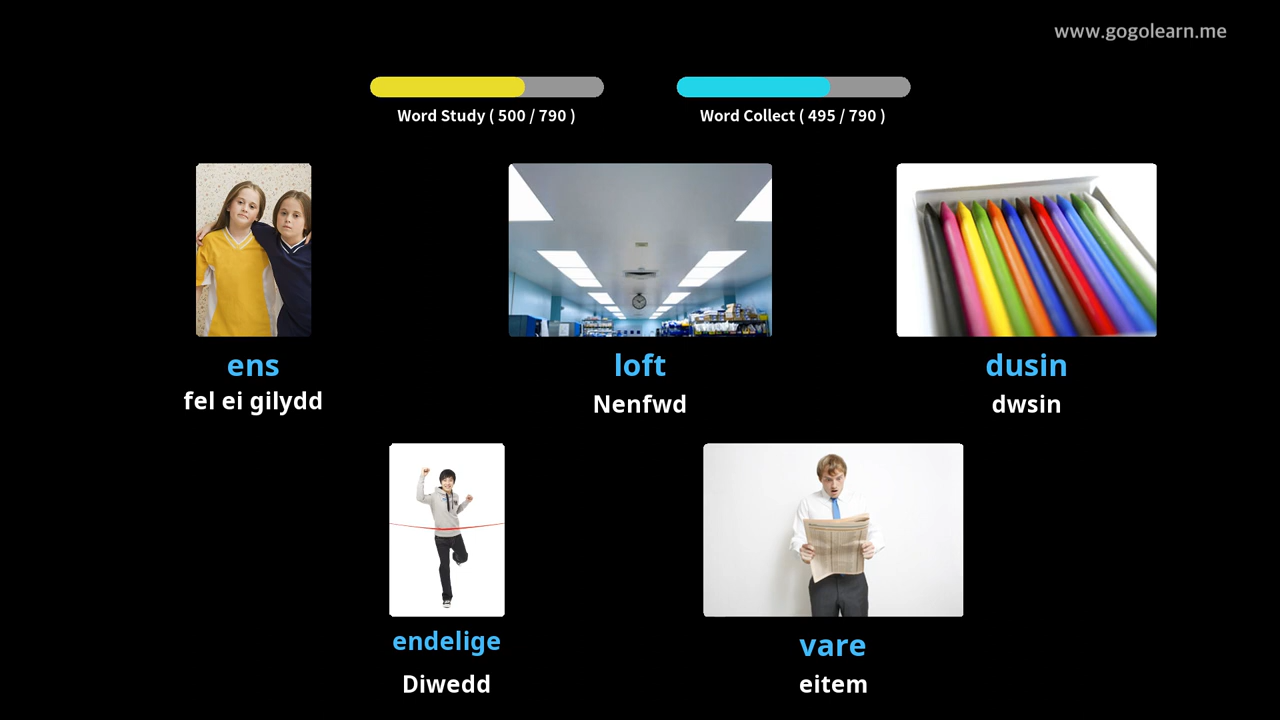 www.gogolearn.me
Word Study ( 500 / 790 )
Word Collect ( 495 / 790 )
ens
fel ei gilydd
loft
Nenfwd
dusin
dwsin
endelige
Diwedd
vare
eitem